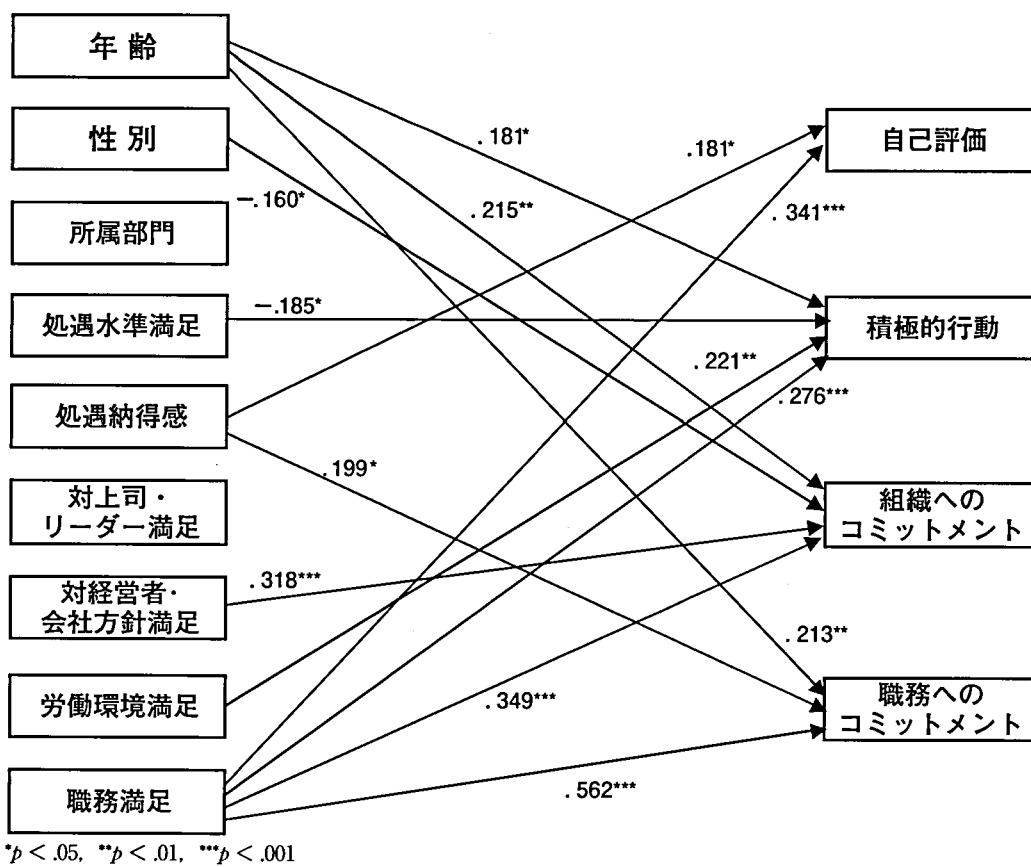 年 齢
性 別
所属部門
処遇水準満足
処遇納得感
対上司・
リーダー満足
対経営者・
会社方針満足
労働環境満足
職務満足
.181*
.181*
−.160*
.215**
.341***
−.185*
.221**
.276***
.199*
.318***
.213**
.349***
.562***
自己評価
積極的行動
組織への
コミットメント
職務への
コミットメント
*p < .05, **p < .01, ***p < .001